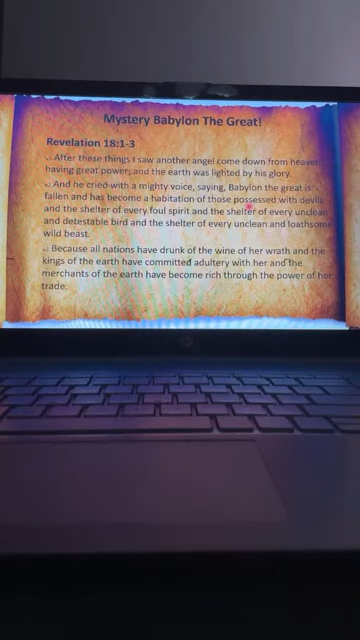 Mystery Babylon The Great!
Revelation 18:1-3
After these things I saw another angel come down from heaven
having great power; and the earth was lighted by his glory.
And he cried with a mighty voice, saying, Babylon the great is
fallen and has become a habitation of those possessed with devils
and the shelter of every foul spirit and the shelter of every unclean
and detestable bird and the shelter of every unclean and loathsome
wild beast.
Because all nations have drunk of the wine of her wrath and the
kings of the earth have committed adultery with her and the
merchants of the earth have become rich through the power of her
trade.
hp